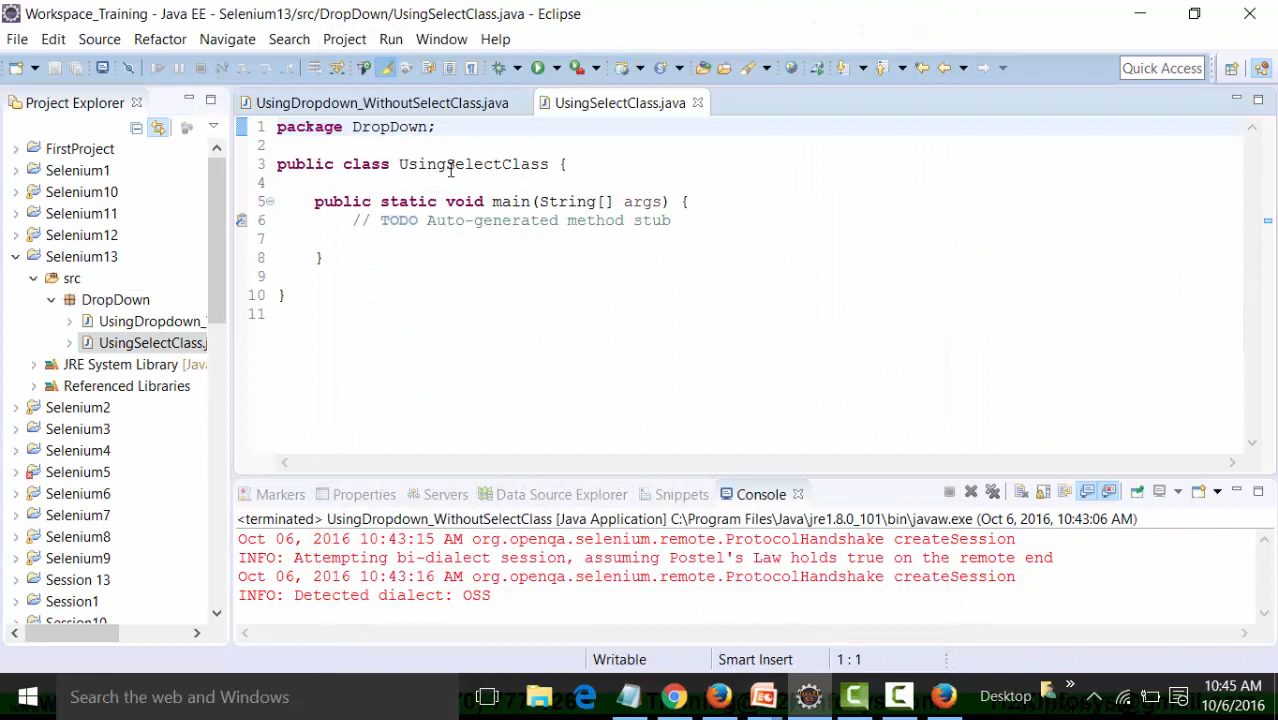 Workspace_Training - Java EE - Selenium13/src/DropDown/UsingSelectClass.java - Eclipse
File Edit Source Refactor Navigate Search Project Run Window Help
Quick Access
Project Explorer
UsingDropdown_WithoutSelectClass.java
UsingSelectClass.java
FirstProject
Selenium1
Selenium10
Selenium11
Selenium12
Selenium13
src
DropDown
UsingDropdown_
UsingSelectClass.j
JRE System Library [Java
Referenced Libraries
Selenium2
Selenium3
Selenium4
Selenium5
Selenium6
Selenium7
Selenium8
Selenium9
Session 13
Session1
Session10
1 package DropDown;
2
3 public class UsingSelectClass {
4
5 public static void main(String[] args) {
6 // TODO Auto-generated method stub
7
8 }
9
10 }
11
Markers Properties Servers Data Source Explorer Snippets Console
<terminated> UsingDropdown_WithoutSelectClass [Java Application] C:\Program Files\Java\jre1.8.0_101\bin\javaw.exe (Oct 6, 2016, 10:43:06 AM)
Oct 06, 2016 10:43:15 AM org.openqa.selenium.remote.ProtocolHandshake createSession
INFO: Attempting bi-dialect session, assuming Postel's Law holds true on the remote end
Oct 06, 2016 10:43:16 AM org.openqa.selenium.remote.ProtocolHandshake createSession
INFO: Detected dialect: OSS
Writable Smart Insert 1 : 1
Search the web and Windows
Desktop
10:45 AM
10/6/2016